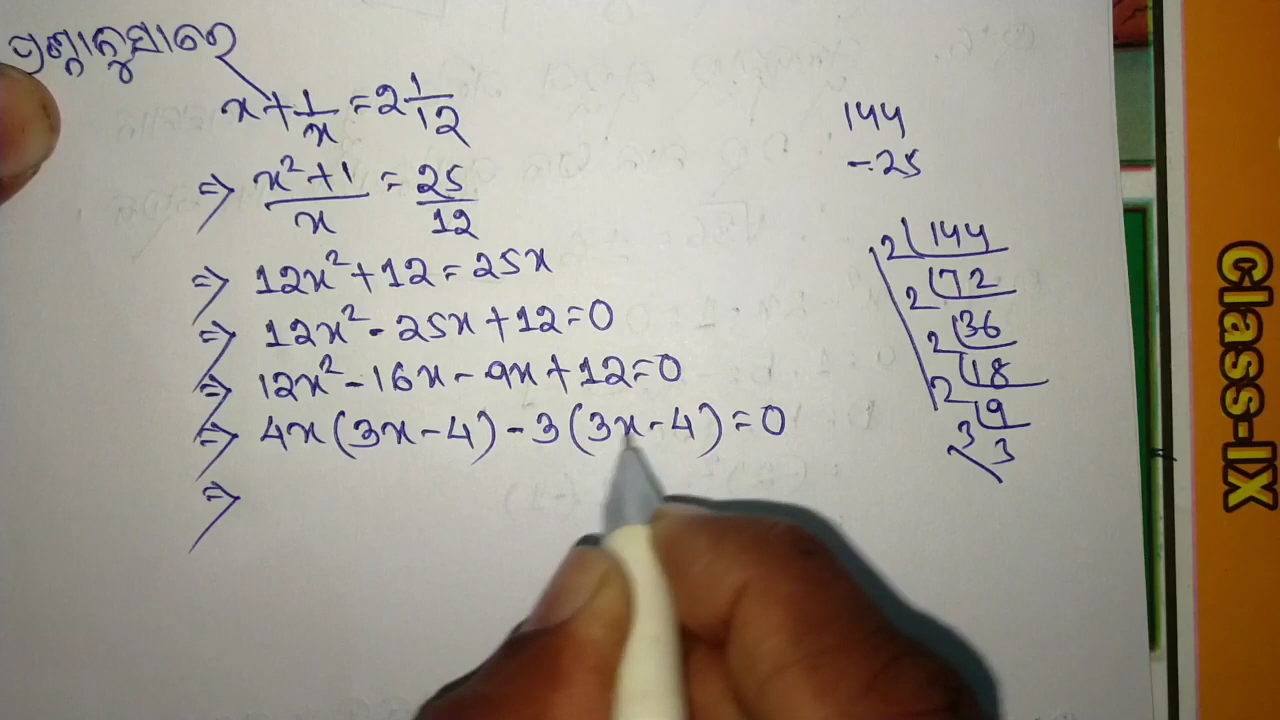 ପ୍ରଶ୍ନାନୁସାରେ
x + 1/x = 2 1/12
⇒ x² + 1 / x = 25/12
⇒ 12x² + 12 = 25x
⇒ 12x² - 25x + 12 = 0
⇒ 12x² - 16x - 9x + 12 = 0
⇒ 4x (3x - 4) - 3 (3x - 4) = 0
⇒
144
- 25
2 144
2 72
2 36
2 18
3 9
3
Class-IX